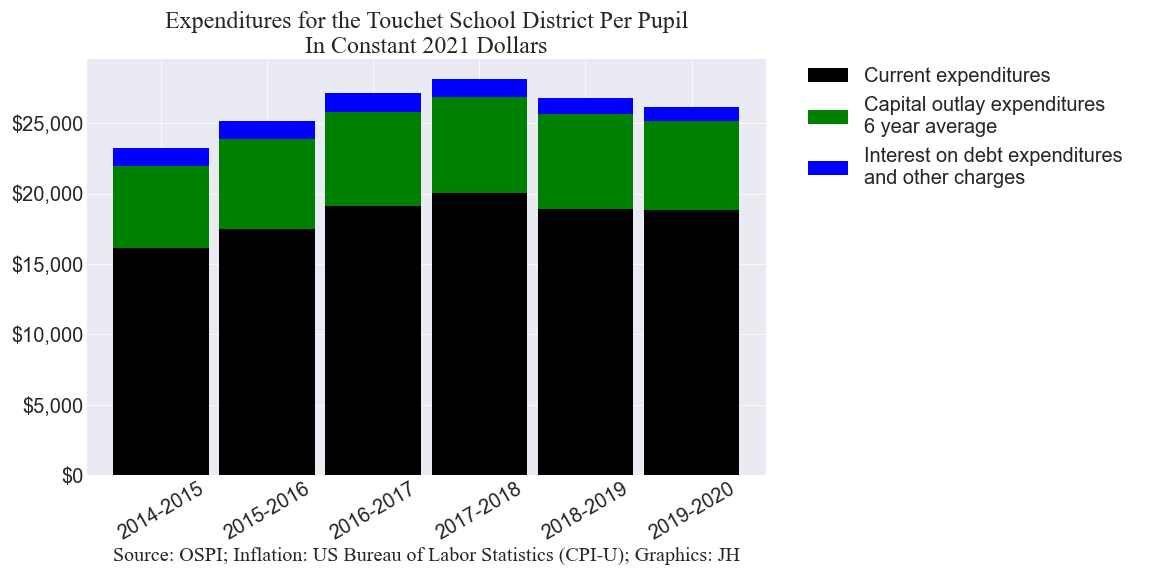 Expenditures for the Touchet School District Per Pupil
In Constant 2021 Dollars
Current expenditures
Capital outlay expenditures
6 year average
Interest on debt expenditures
and other charges
$25,000
$20,000
$15,000
$10,000
$5,000
$0
2014-2015
2015-2016
2016-2017
2017-2018
2018-2019
2019-2020
Source: OSPI; Inflation: US Bureau of Labor Statistics (CPI-U); Graphics: JH